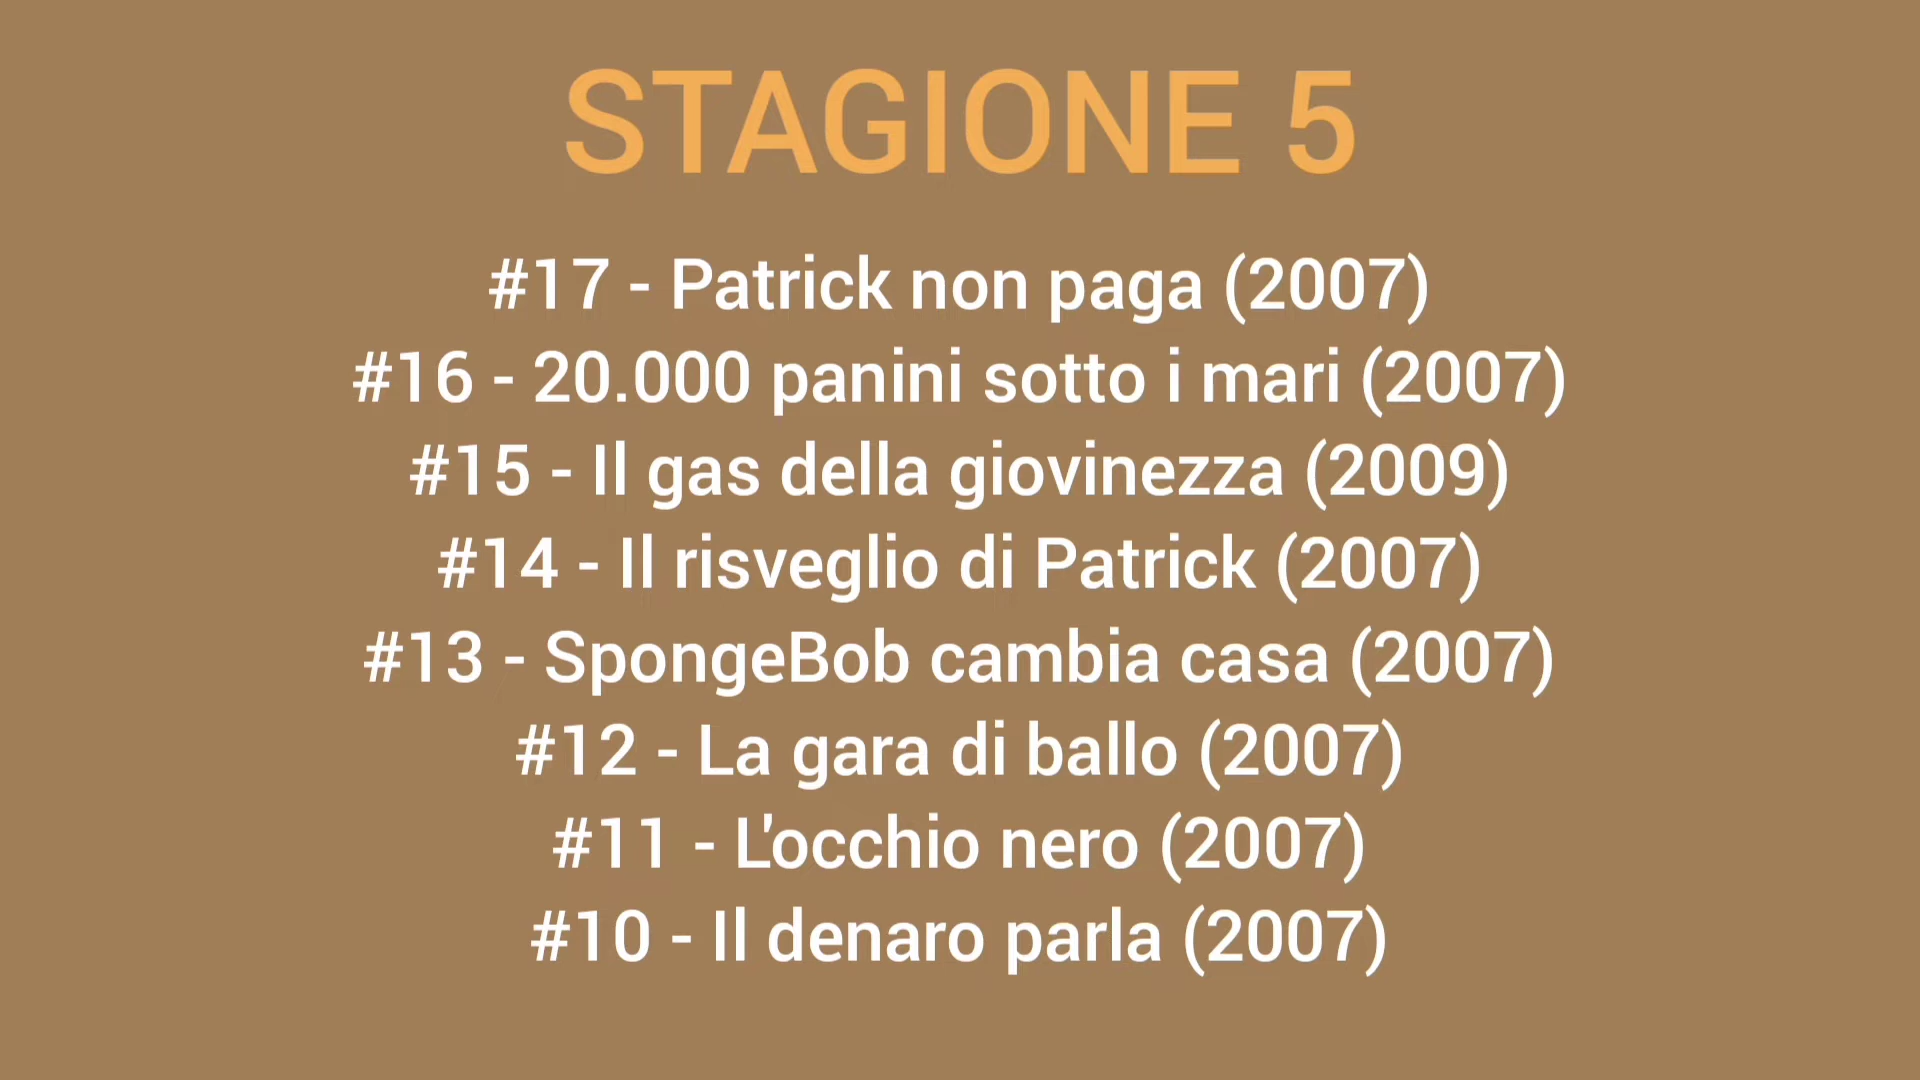 STAGIONE 5
#17 - Patrick non paga (2007)
#16 - 20.000 panini sotto i mari (2007)
#15 - Il gas della giovinezza (2009)
#14 - Il risveglio di Patrick (2007)
#13 - SpongeBob cambia casa (2007)
#12 - La gara di ballo (2007)
#11 - L'occhio nero (2007)
#10 - Il denaro parla (2007)